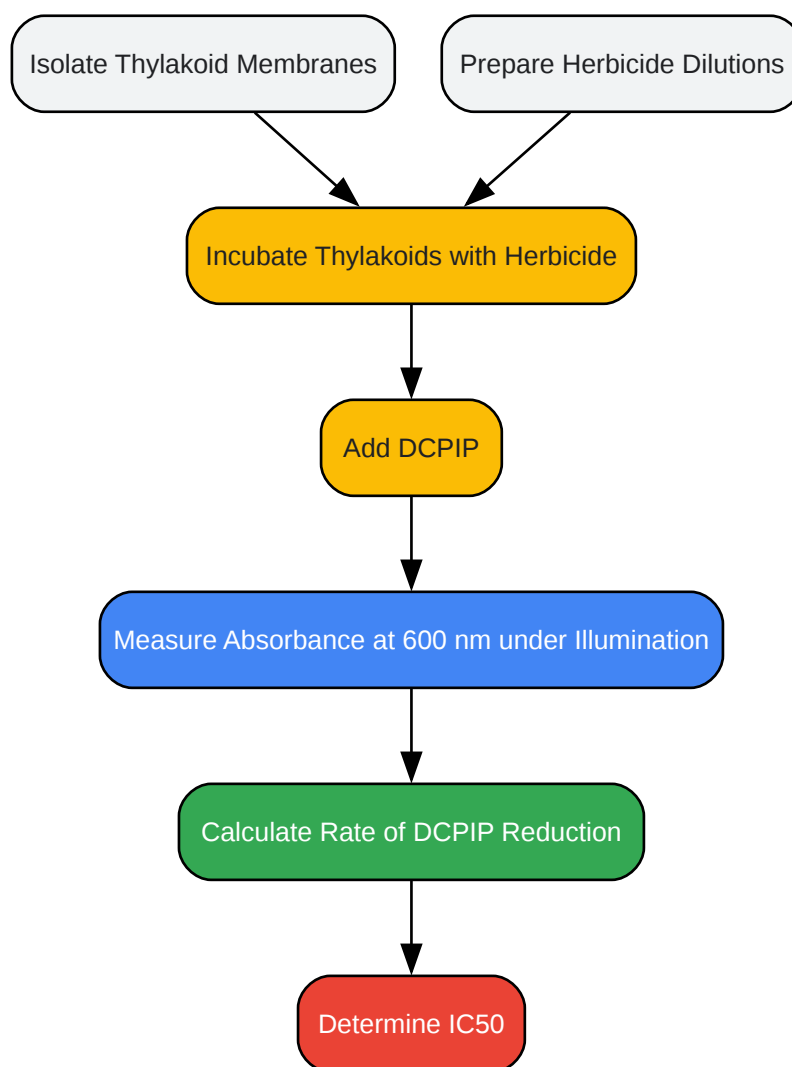 Isolate Thylakoid Membranes
Prepare Herbicide Dilutions
Incubate Thylakoids with Herbicide
Add DCPIP
Measure Absorbance at 600 nm under Illumination
Calculate Rate of DCPIP Reduction
Determine IC50